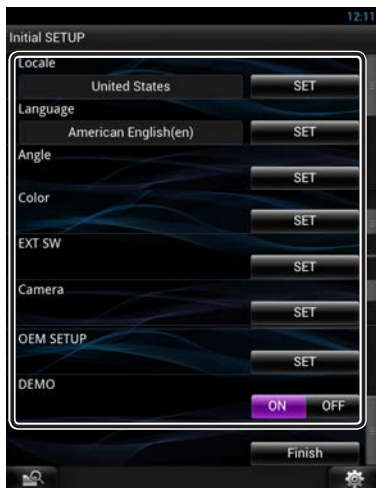 12:11
Initial SETUP
Locale
United States SET
Language
American English(en) SET
Angle
SET
Color
SET
EXT SW
SET
Camera
SET
OEM SETUP
SET
DEMO
ON OFF
Finish